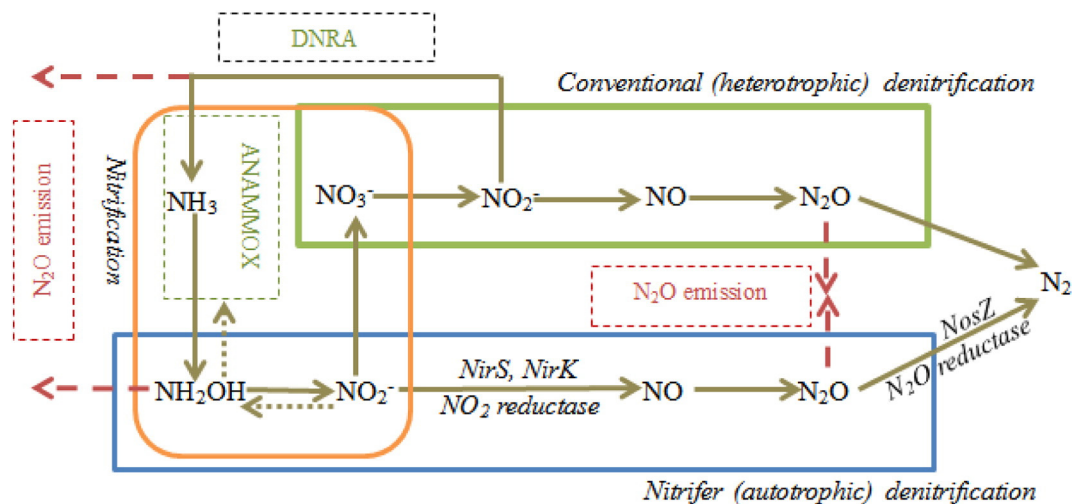 DNRA
Conventional (heterotrophic) denitrification
N₂O emission
Nitrification
ANAMMOX
NH₃
NO₃⁻
NO₂⁻
NO
N₂O
N₂O emission
N₂
NosZ
N₂O reductase
NH₂OH
NO₂⁻
NirS, NirK
NO₂ reductase
NO
N₂O
Nitrifer (autotrophic) denitrification